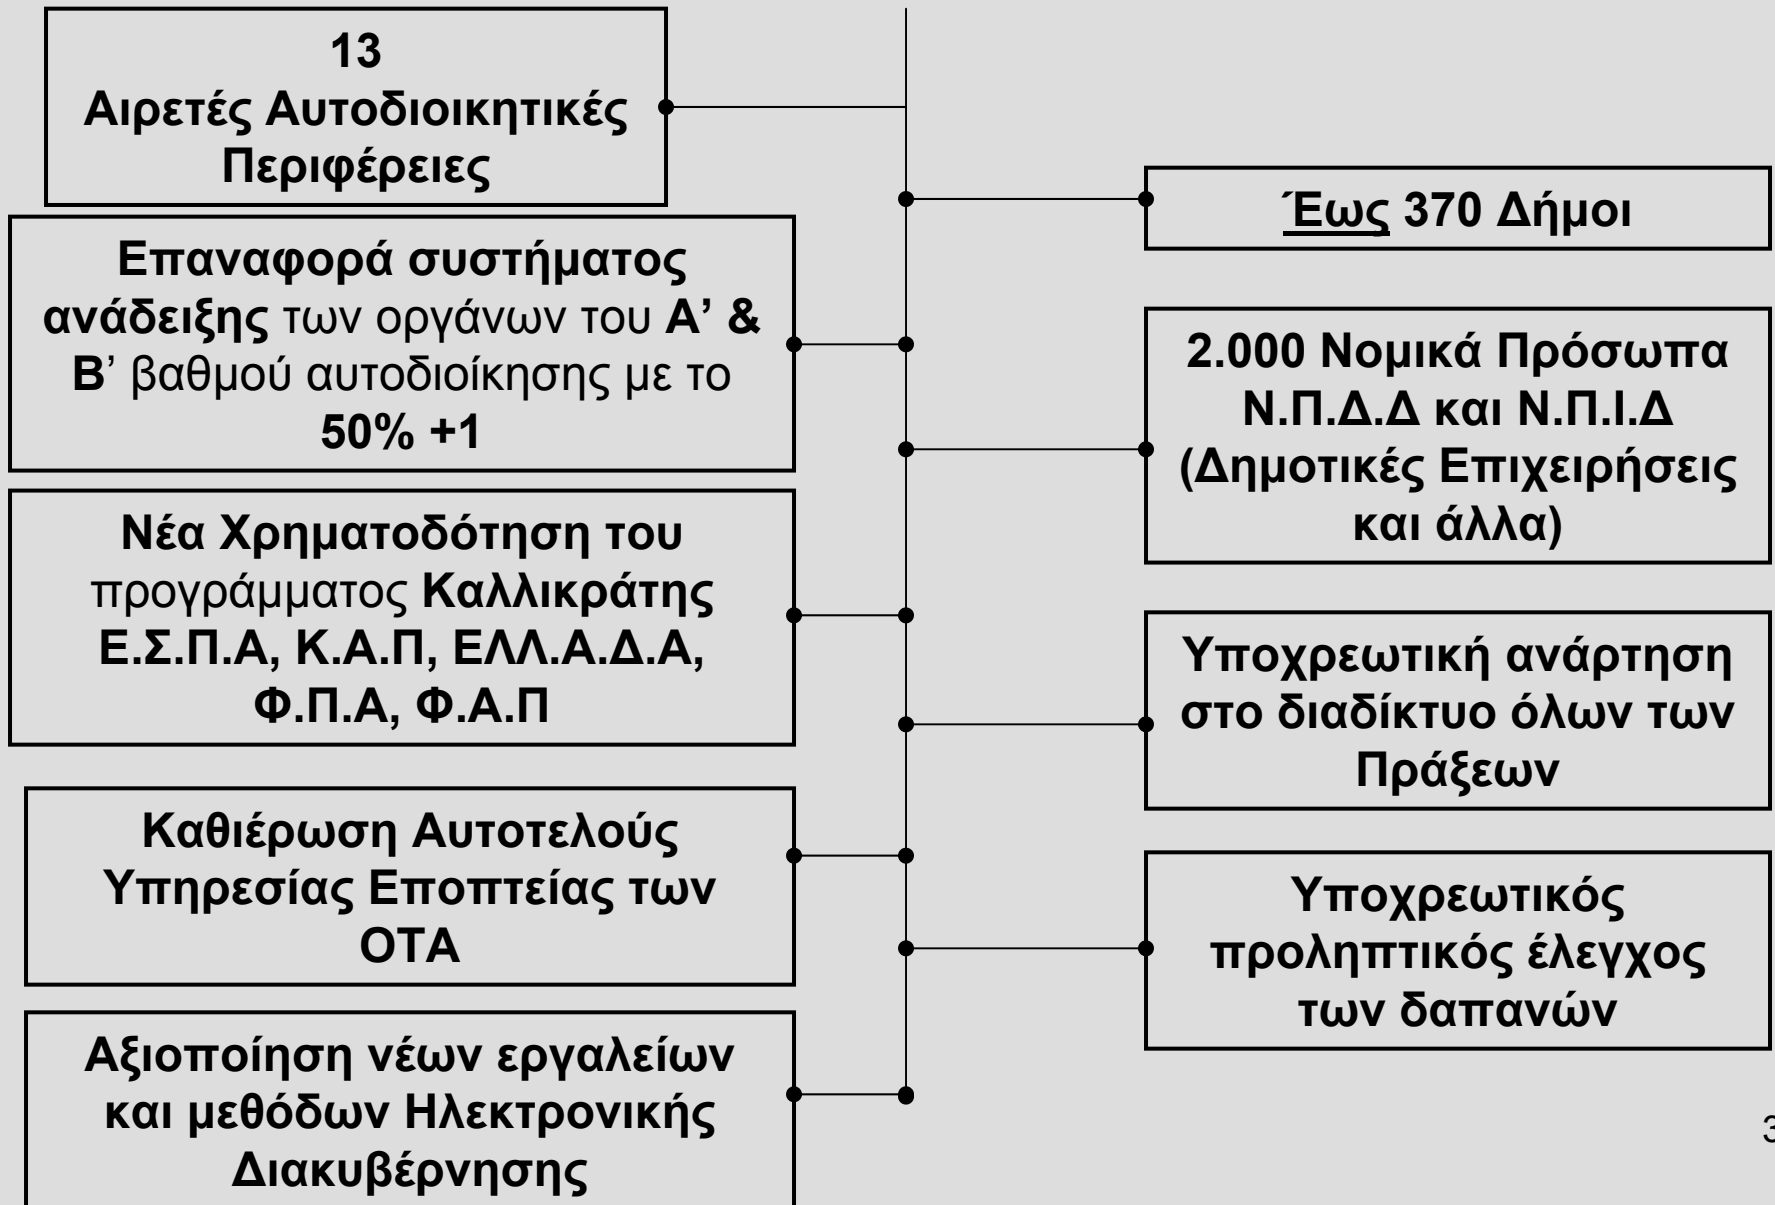 13
Αιρετές Αυτοδιοικητικές
Περιφέρειες
Έως 370 Δήμοι
Επαναφορά συστήματος
ανάδειξης των οργάνων του Α’ &
Β’ βαθμού αυτοδιοίκησης με το
50% +1
2.000 Νομικά Πρόσωπα
Ν.Π.Δ.Δ και Ν.Π.Ι.Δ
(Δημοτικές Επιχειρήσεις
και άλλα)
Νέα Χρηματοδότηση του
προγράμματος Καλλικράτης
Ε.Σ.Π.Α, Κ.Α.Π, ΕΛΛ.Α.Δ.Α,
Φ.Π.Α, Φ.Α.Π
Υποχρεωτική ανάρτηση
στο διαδίκτυο όλων των
Πράξεων
Καθιέρωση Αυτοτελούς
Υπηρεσίας Εποπτείας των
ΟΤΑ
Υποχρεωτικός
προληπτικός έλεγχος
των δαπανών
Αξιοποίηση νέων εργαλείων
και μεθόδων Ηλεκτρονικής
Διακυβέρνησης
3